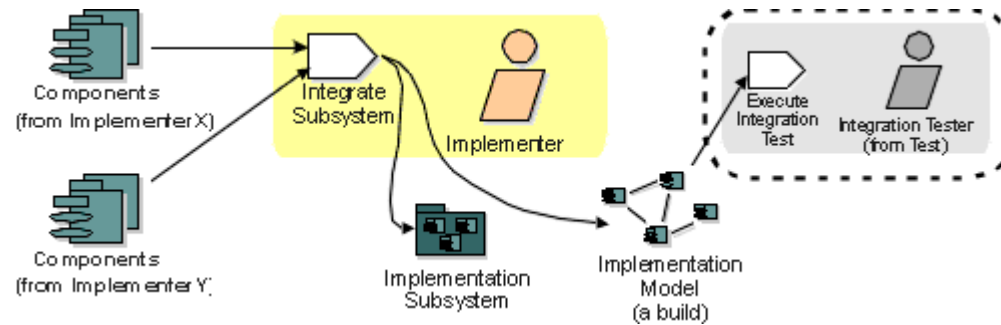 Components
(from Implementer X)
Components
(from Implementer Y)
Integrate
Subsystem
Implementer
Implementation
Subsystem
Implementation
Model
(a build)
Execute
Integration
Test
Integration Tester
(from Test)